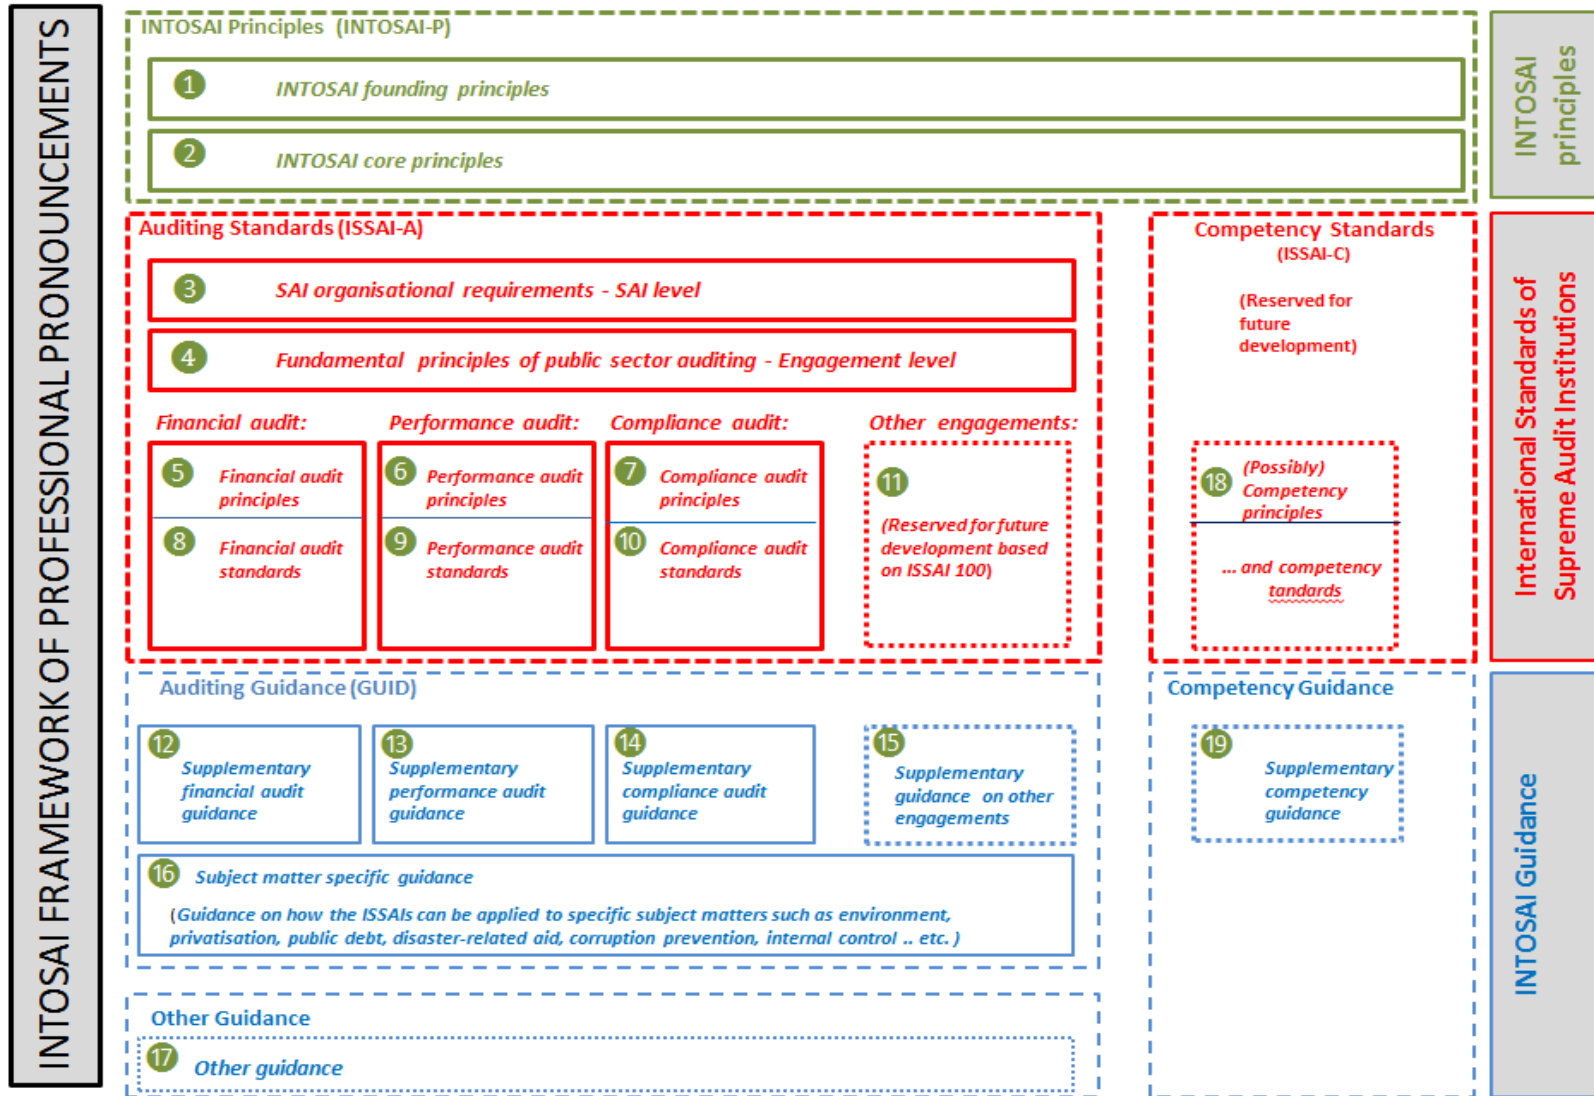 INTOSAI FRAMEWORK OF PROFESSIONAL PRONOUNCEMENTS
INTOSAI Principles (INTOSAI-P)
1 INTOSAI founding principles
2 INTOSAI core principles
INTOSAI
principles
Auditing Standards (ISSAI-A)
3 SAI organisational requirements - SAI level
4 Fundamental principles of public sector auditing - Engagement level
Financial audit:
5 Financial audit
principles
8 Financial audit
standards
Performance audit:
6 Performance audit
principles
9 Performance audit
standards
Compliance audit:
7 Compliance audit
principles
10 Compliance audit
standards
Other engagements:
11
(Reserved for future
development based
on ISSAI 100)
Competency Standards
(ISSAI-C)
(Reserved for
future
development)
18 (Possibly)
Competency
principles
... and competency
tandards
International Standards of
Supreme Audit Institutions
Auditing Guidance (GUID)
12
Supplementary
financial audit
guidance
13
Supplementary
performance audit
guidance
14
Supplementary
compliance audit
guidance
15
Supplementary
guidance on other
engagements
16 Subject matter specific guidance
(Guidance on how the ISSAIs can be applied to specific subject matters such as environment,
privatisation, public debt, disaster-related aid, corruption prevention, internal control .. etc. )
Other Guidance
17 Other guidance
Competency Guidance
19
Supplementary
competency
guidance
INTOSAI Guidance